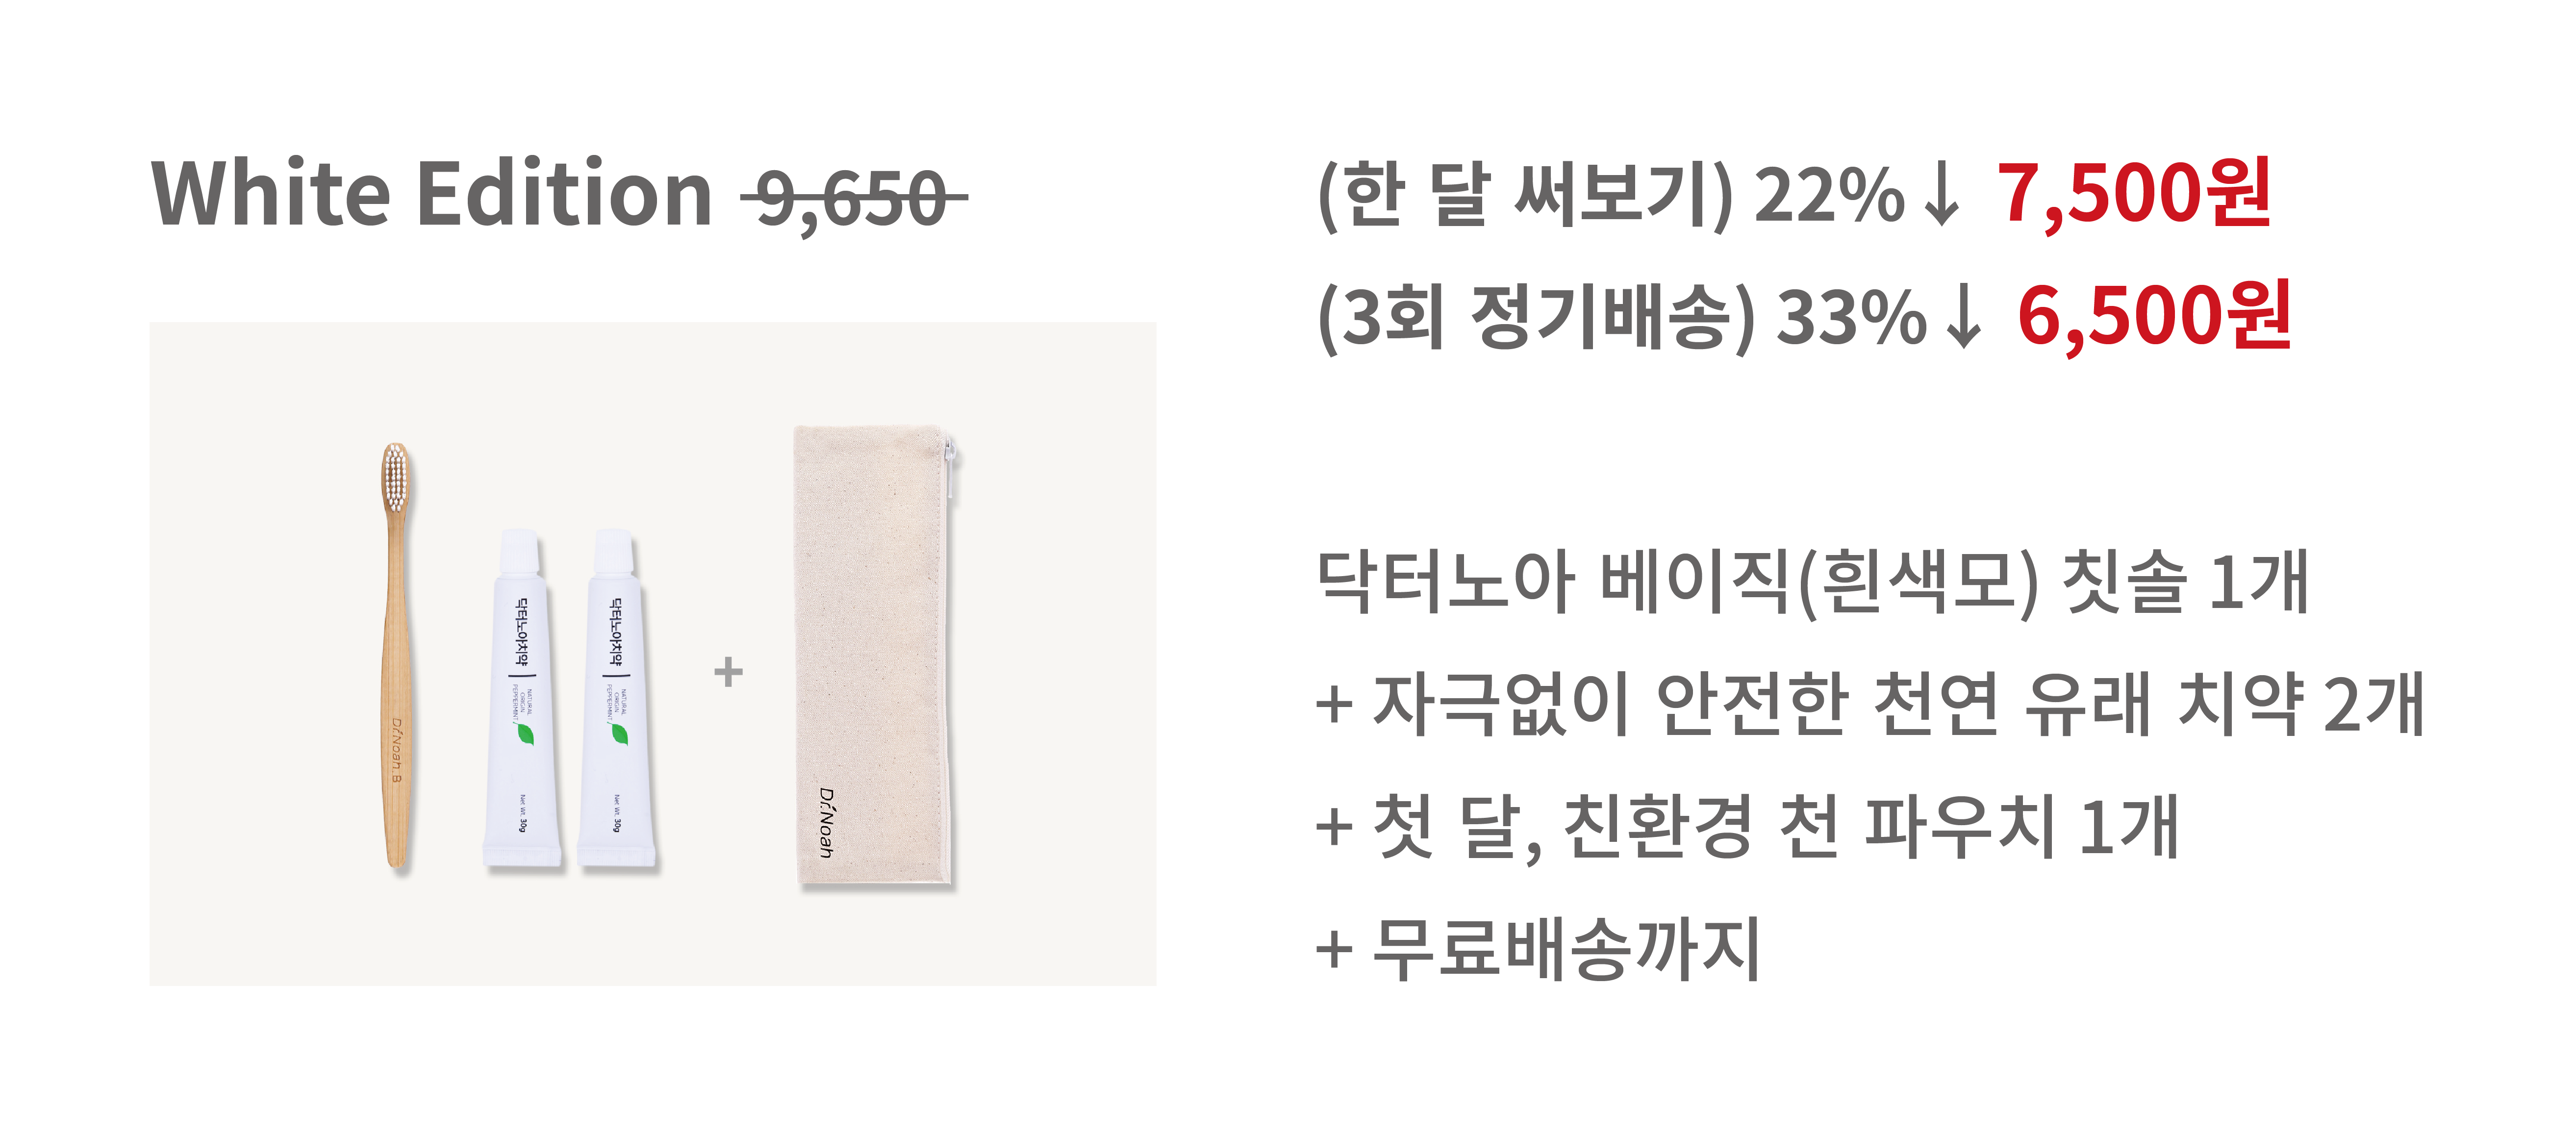 White Edition 9,650
(한 달 써보기) 22%↓ 7,500원
(3회 정기배송) 33%↓ 6,500원
닥터노아 베이직(흰색모) 칫솔 1개
+ 자극없이 안전한 천연 유래 치약 2개
+ 첫 달, 친환경 천 파우치 1개
+ 무료배송까지
Dr.Noah.B
닥터노아치약
NATURAL
ORIGIN
PEPPERMINT
Net Wt. 30g
닥터노아치약
NATURAL
ORIGIN
PEPPERMINT
Net Wt. 30g
+
Dr.Noah